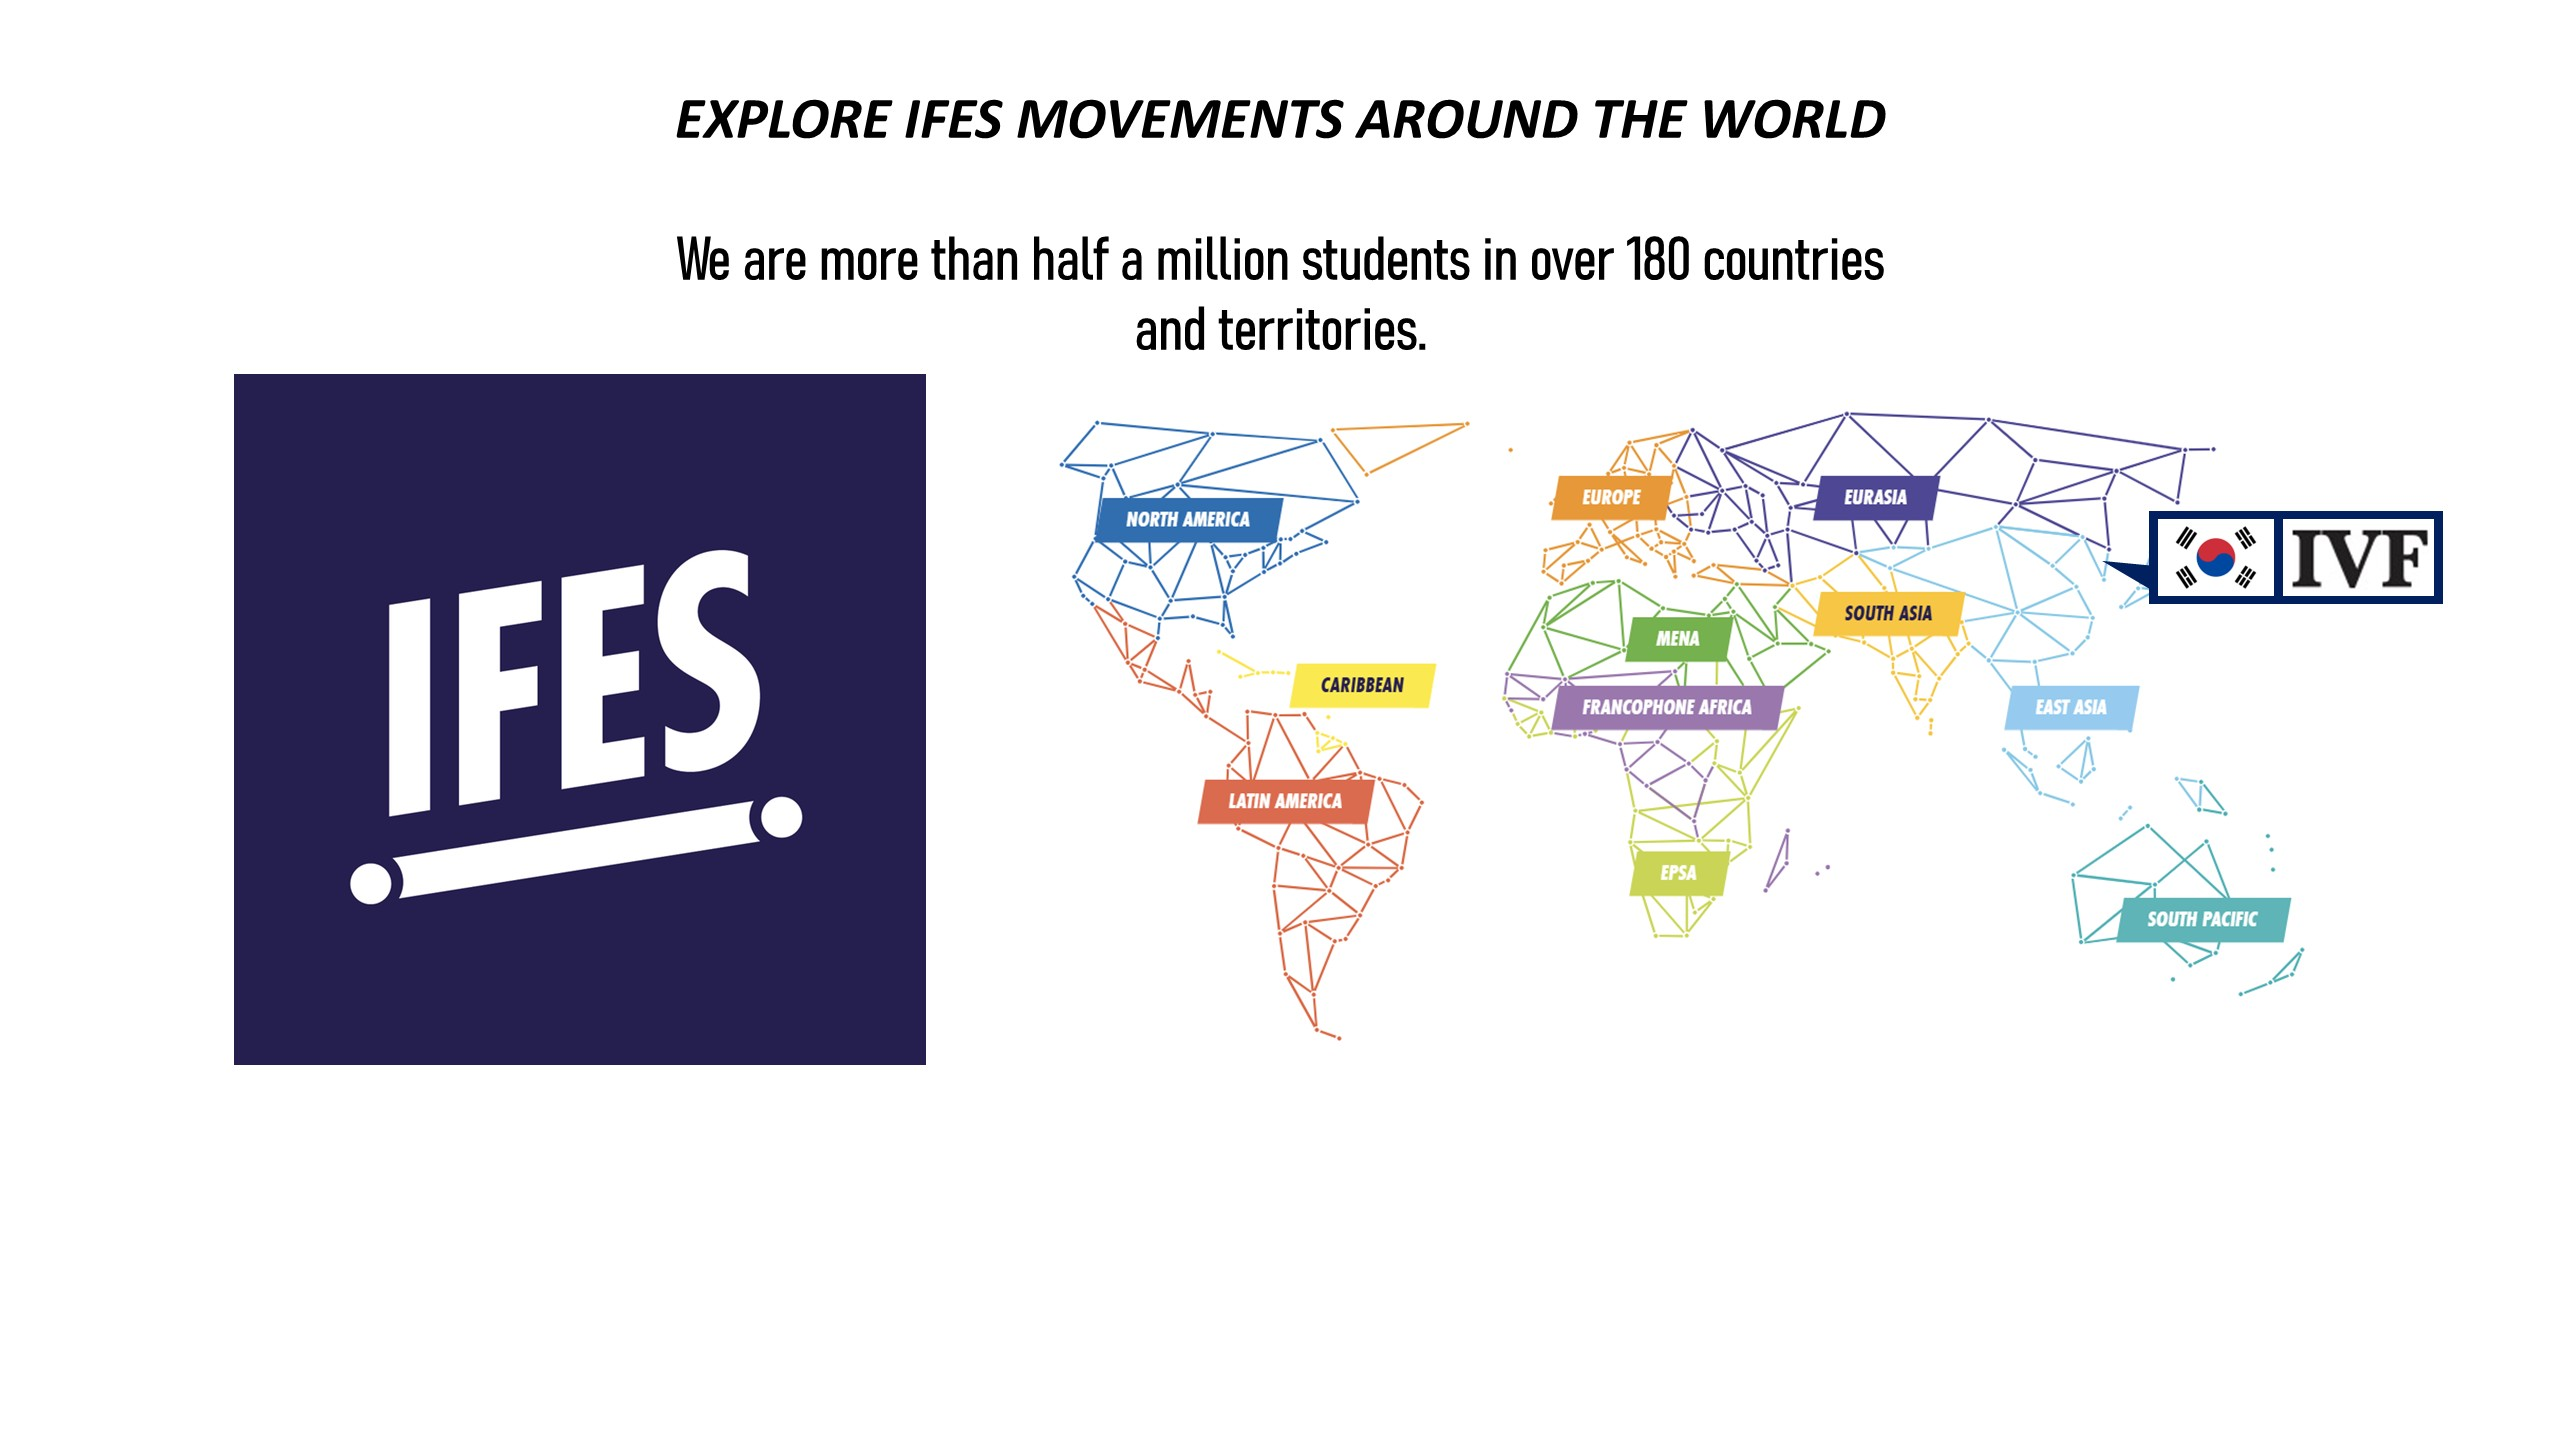 EXPLORE IFES MOVEMENTS AROUND THE WORLD
We are more than half a million students in over 180 countries
and territories.
IFES
NORTH AMERICA
EUROPE
EURASIA
IVF
SOUTH ASIA
MENA
CARIBBEAN
FRANCOPHONE AFRICA
EAST ASIA
LATIN AMERICA
EPSA
SOUTH PACIFIC